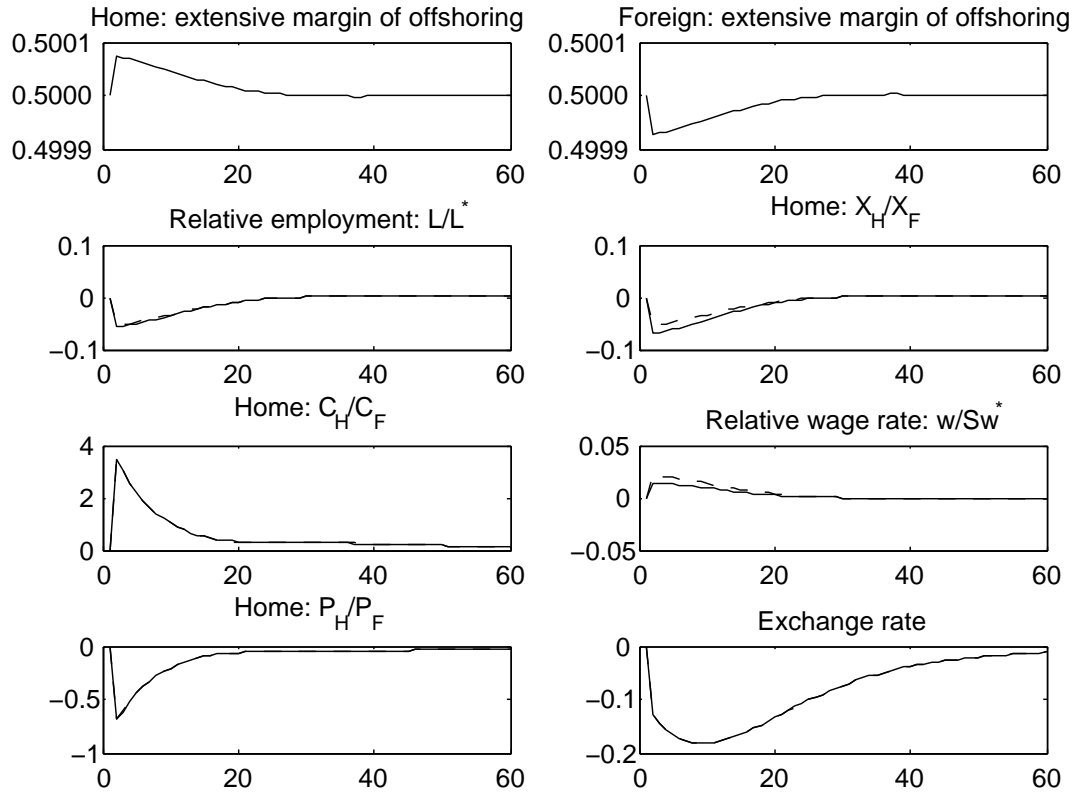 Home: extensive margin of offshoring
0.5001
0.5000
0.4999
0 20 40 60
Foreign: extensive margin of offshoring
0.5001
0.5000
0.4999
0 20 40 60
Relative employment: L/L*
0.1
0
−0.1
0 20 40 60
Home: X_H/X_F
0.1
0
−0.1
0 20 40 60
Home: C_H/C_F
4
2
0
0 20 40 60
Relative wage rate: w/Sw*
0.05
0
−0.05
0 20 40 60
Home: P_H/P_F
0
−0.5
−1
0 20 40 60
Exchange rate
0
−0.1
−0.2
0 20 40 60